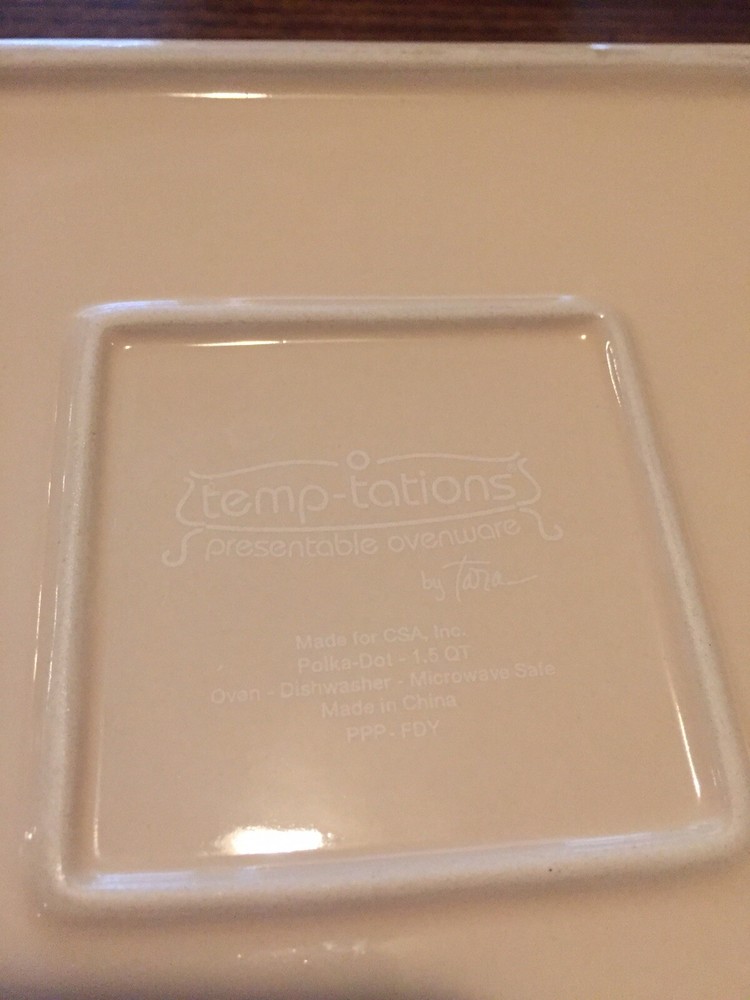 temp-tations®
presentable ovenware
by Tara
Made for CSA, Inc.
Polka-Dot - 1.5 QT
Oven - Dishwasher - Microwave Safe
Made in China
PPP - FDY